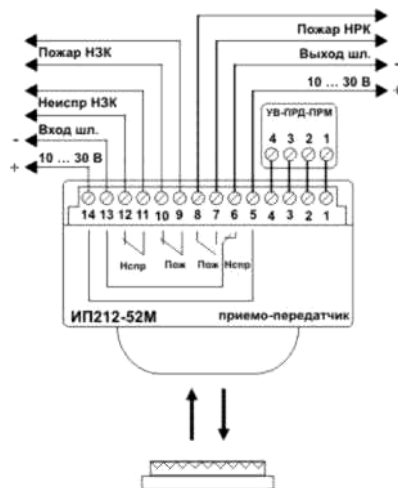 Пожар НРК
Пожар НЗК
Выход шл.
-
10 ... 30 В
+
Неиспр НЗК
УВ-ПРД-ПРМ
- Вход шл.
4 3 2 1
+ 10 ... 30 В
14 13 12 11 10 9 8 7 6 5 4 3 2 1
Нспр Пож Пож Нспр
ИП212-52М приемо-передатчик